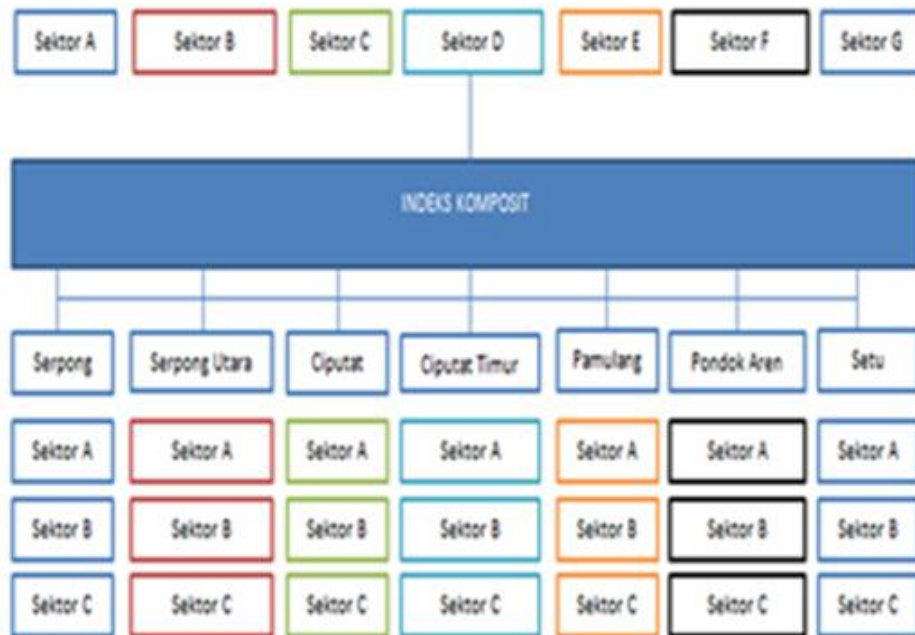 Sektor A
Sektor B
Sektor C
Sektor D
Sektor E
Sektor F
Sektor G
INDEKS KOMPOSIT
Serpong
Serpong Utara
Ciputat
Ciputat Timur
Pamulang
Pondok Aren
Setu
Sektor A
Sektor A
Sektor A
Sektor A
Sektor A
Sektor A
Sektor A
Sektor B
Sektor B
Sektor B
Sektor B
Sektor B
Sektor B
Sektor B
Sektor C
Sektor C
Sektor C
Sektor C
Sektor C
Sektor C
Sektor C